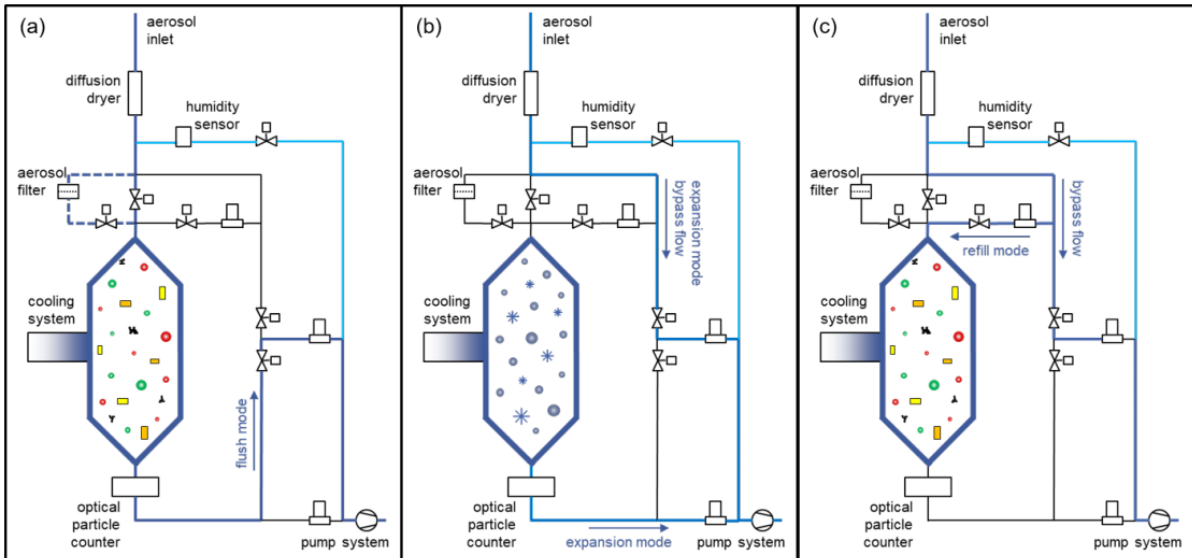 (a)
aerosol
inlet
diffusion
dryer
humidity
sensor
aerosol
filter
cooling
system
flush mode
optical
particle
counter
pump system
(b)
aerosol
inlet
diffusion
dryer
humidity
sensor
aerosol
filter
expansion mode
bypass flow
cooling
system
optical
particle
counter
expansion mode
pump system
(c)
aerosol
inlet
diffusion
dryer
humidity
sensor
aerosol
filter
bypass flow
refill mode
cooling
system
optical
particle
counter
pump system